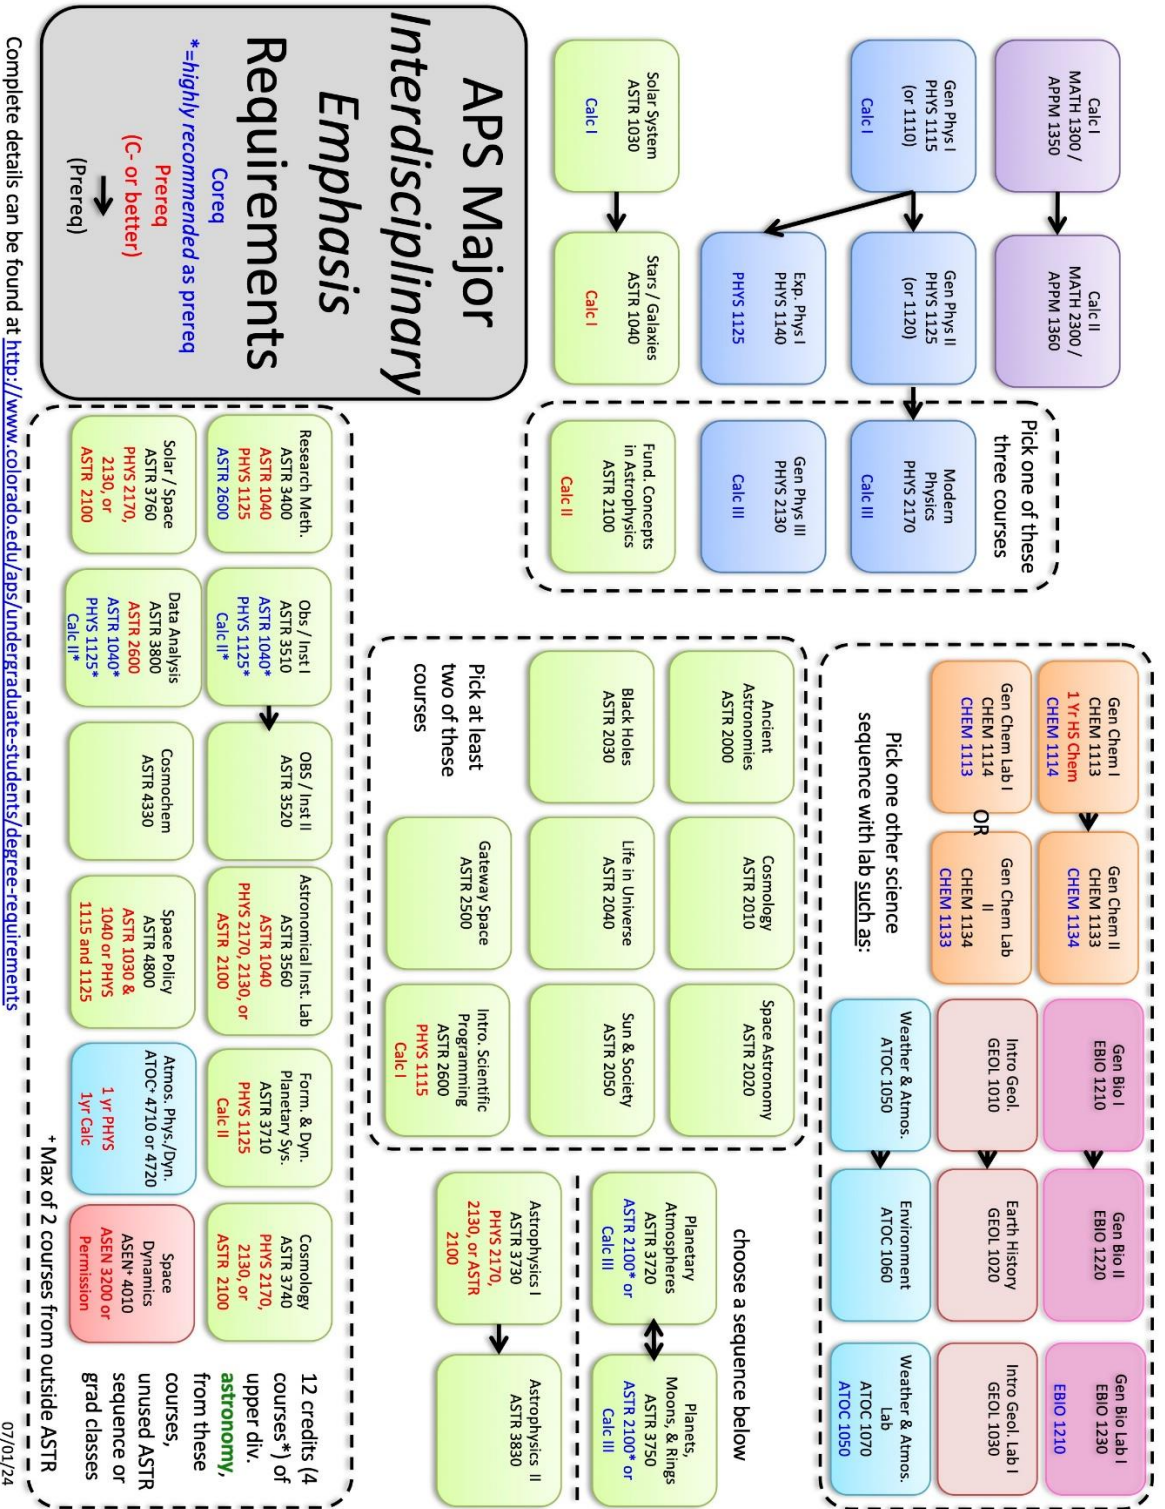 Calc I
MATH 1300 /
APPM 1350
Calc II
MATH 2300 /
APPM 1360
Gen Phys I
PHYS 1115
(or 1110)
Calc I
Gen Phys II
PHYS 1125
(or 1120)
Exp. Phys I
PHYS 1140
PHYS 1125
Solar System
ASTR 1030
Calc I
Stars / Galaxies
ASTR 1040
Calc I
Pick one of these
three courses
Modern
Physics
PHYS 2170
Calc III
Gen Phys III
PHYS 2130
Calc III
Fund. Concepts
in Astrophysics
ASTR 2100
Calc II
Gen Chem I
CHEM 1113
1 Yr HS Chem
CHEM 1114
Gen Chem II
CHEM 1133
CHEM 1134
Gen Chem Lab I
CHEM 1114
CHEM 1113
OR
Gen Chem Lab
II
CHEM 1134
CHEM 1133
Pick one other science
sequence with lab such as:
Gen Bio I
EBIO 1210
Gen Bio II
EBIO 1220
Gen Bio Lab I
EBIO 1230
EBIO 1210
Intro Geol.
GEOL 1010
Earth History
GEOL 1020
Intro Geol. Lab I
GEOL 1030
Weather & Atmos.
ATOC 1050
Environment
ATOC 1060
Weather & Atmos.
Lab
ATOC 1070
ATOC 1050
Ancient
Astronomies
ASTR 2000
Cosmology
ASTR 2010
Space Astronomy
ASTR 2020
Black Holes
ASTR 2030
Life in Universe
ASTR 2040
Sun & Society
ASTR 2050
Pick at least
two of these
courses
Gateway Space
ASTR 2500
Intro. Scientific
Programming
ASTR 2600
PHYS 1115
Calc I
choose a sequence below
Planetary
Atmospheres
ASTR 3720
ASTR 2100* or
Calc III
Planets,
Moons, & Rings
ASTR 3750
ASTR 2100* or
Calc III
Astrophysics I
ASTR 3730
PHYS 2170,
2130, or ASTR
2100
Astrophysics II
ASTR 3830
APS Major
Interdisciplinary
Emphasis
Requirements
Coreq
*=highly recommended as prereq
Prereq
(C- or better)
(Prereq)
Research Meth.
ASTR 3400
ASTR 1040
PHYS 1125
ASTR 2600
Obs / Inst I
ASTR 3510
ASTR 1040*
PHYS 1125*
Calc II*
OBS / Inst II
ASTR 3520
Astronomical Inst. Lab
ASTR 3560
ASTR 1040
PHYS 2170, 2130, or
ASTR 2100
Form. & Dyn.
Planetary Sys.
ASTR 3710
PHYS 1125
Calc II
Cosmology
ASTR 3740
PHYS 2170,
2130, or
ASTR 2100
Solar / Space
ASTR 3760
PHYS 2170,
2130, or
ASTR 2100
Data Analysis
ASTR 3800
ASTR 2600
ASTR 1040*
PHYS 1125*
Calc II*
Cosmochem
ASTR 4330
Space Policy
ASTR 4800
ASTR 1030 &
1040 or PHYS
1115 and 1125
Atmos. Phys./Dyn.
ATOC+ 4710 or 4720
1 yr PHYS
1yr Calc
Space
Dynamics
ASEN+ 4010
ASEN 3200 or
Permission
12 credits (4
courses*) of
upper div.
astronomy,
from these
courses,
unused ASTR
sequence or
grad classes
+ Max of 2 courses from outside ASTR
Complete details can be found at http://www.colorado.edu/aps/undergraduate-students/degree-requirements
07/01/24